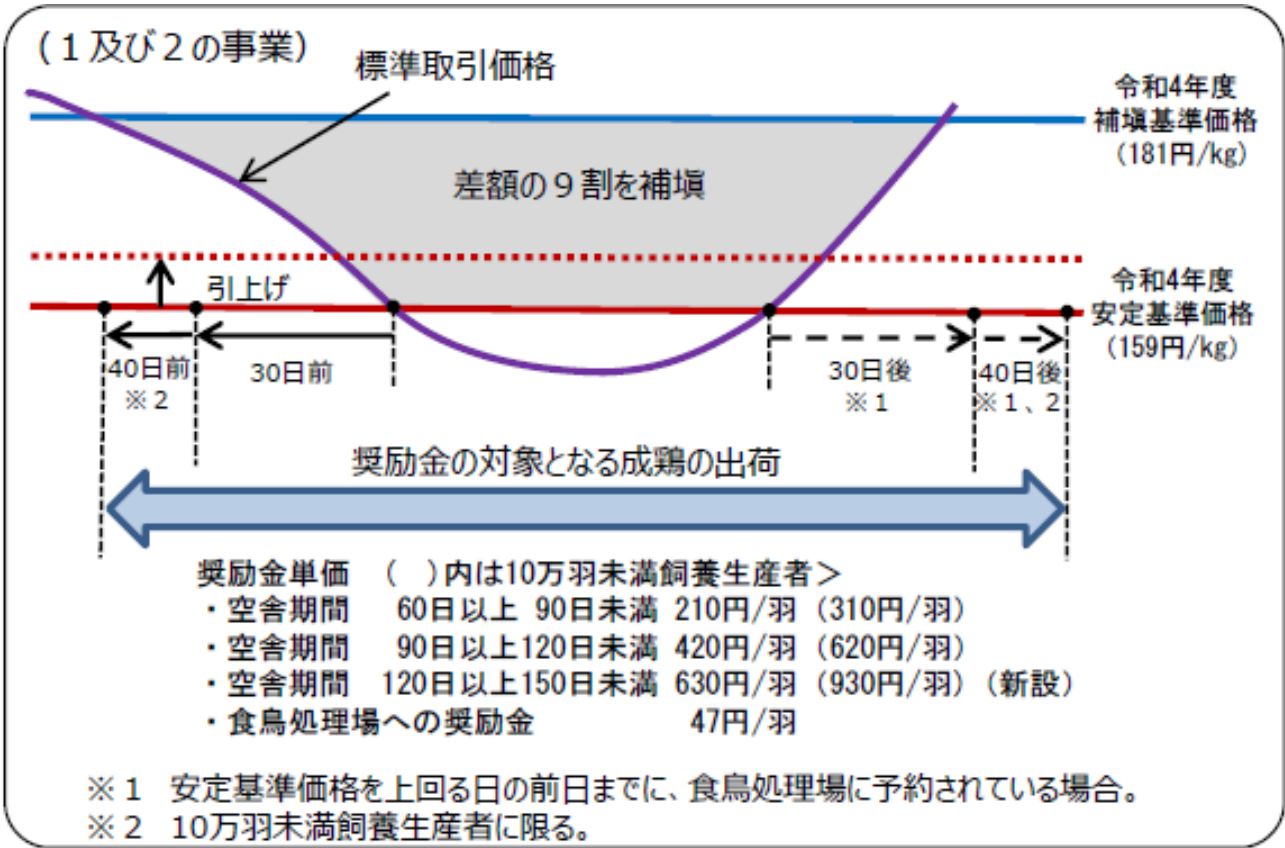 (1及び2の事業)
標準取引価格
令和4年度
補塡基準価格
(181円/kg)
差額の9割を補塡
引上げ
令和4年度
安定基準価格
(159円/kg)
40日前
※2
30日前
30日後
※1
40日後
※1、2
奨励金の対象となる成鶏の出荷
奨励金単価 ( )内は10万羽未満飼養生産者>
・空舎期間 60日以上 90日未満 210円/羽 (310円/羽)
・空舎期間 90日以上120日未満 420円/羽 (620円/羽)
・空舎期間 120日以上150日未満 630円/羽 (930円/羽) (新設)
・食鳥処理場への奨励金 47円/羽
※1 安定基準価格を上回る日の前日までに、食鳥処理場に予約されている場合。
※2 10万羽未満飼養生産者に限る。